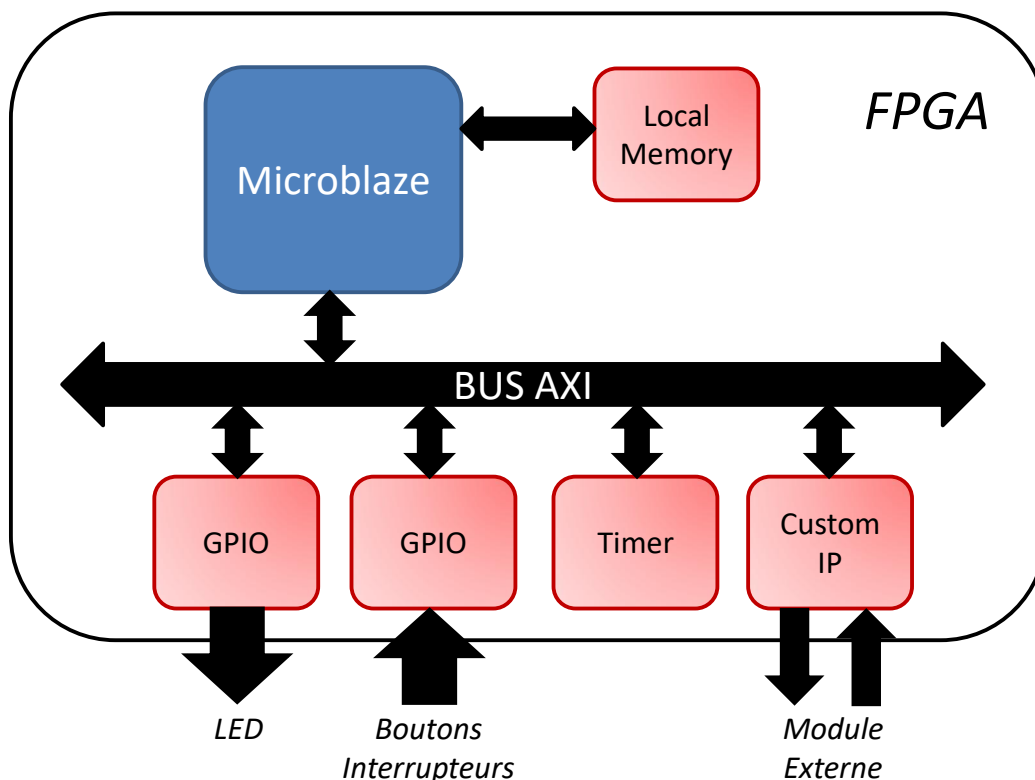 FPGA
Local
Memory
Microblaze
BUS AXI
GPIO
GPIO
Timer
Custom
IP
LED
Boutons
Interrupteurs
Module
Externe